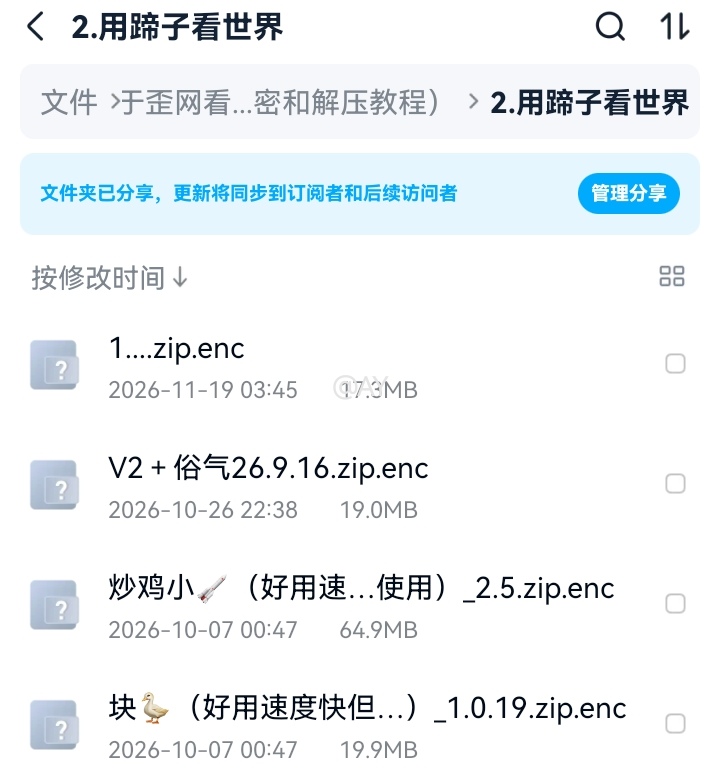 2.用蹄子看世界
文件 >于歪网看...密和解压教程） > 2.用蹄子看世界
文件夹已分享，更新将同步到订阅者和后续访问者
管理分享
按修改时间↓
1....zip.enc
2026-11-19 03:45 17.3MB
@AY
V2 + 俗气26.9.16.zip.enc
2026-10-26 22:38 19.0MB
炒鸡小🚀（好用速...使用）_2.5.zip.enc
2026-10-07 00:47 64.9MB
块🦆（好用速度快但...）_1.0.19.zip.enc
2026-10-07 00:47 19.9MB